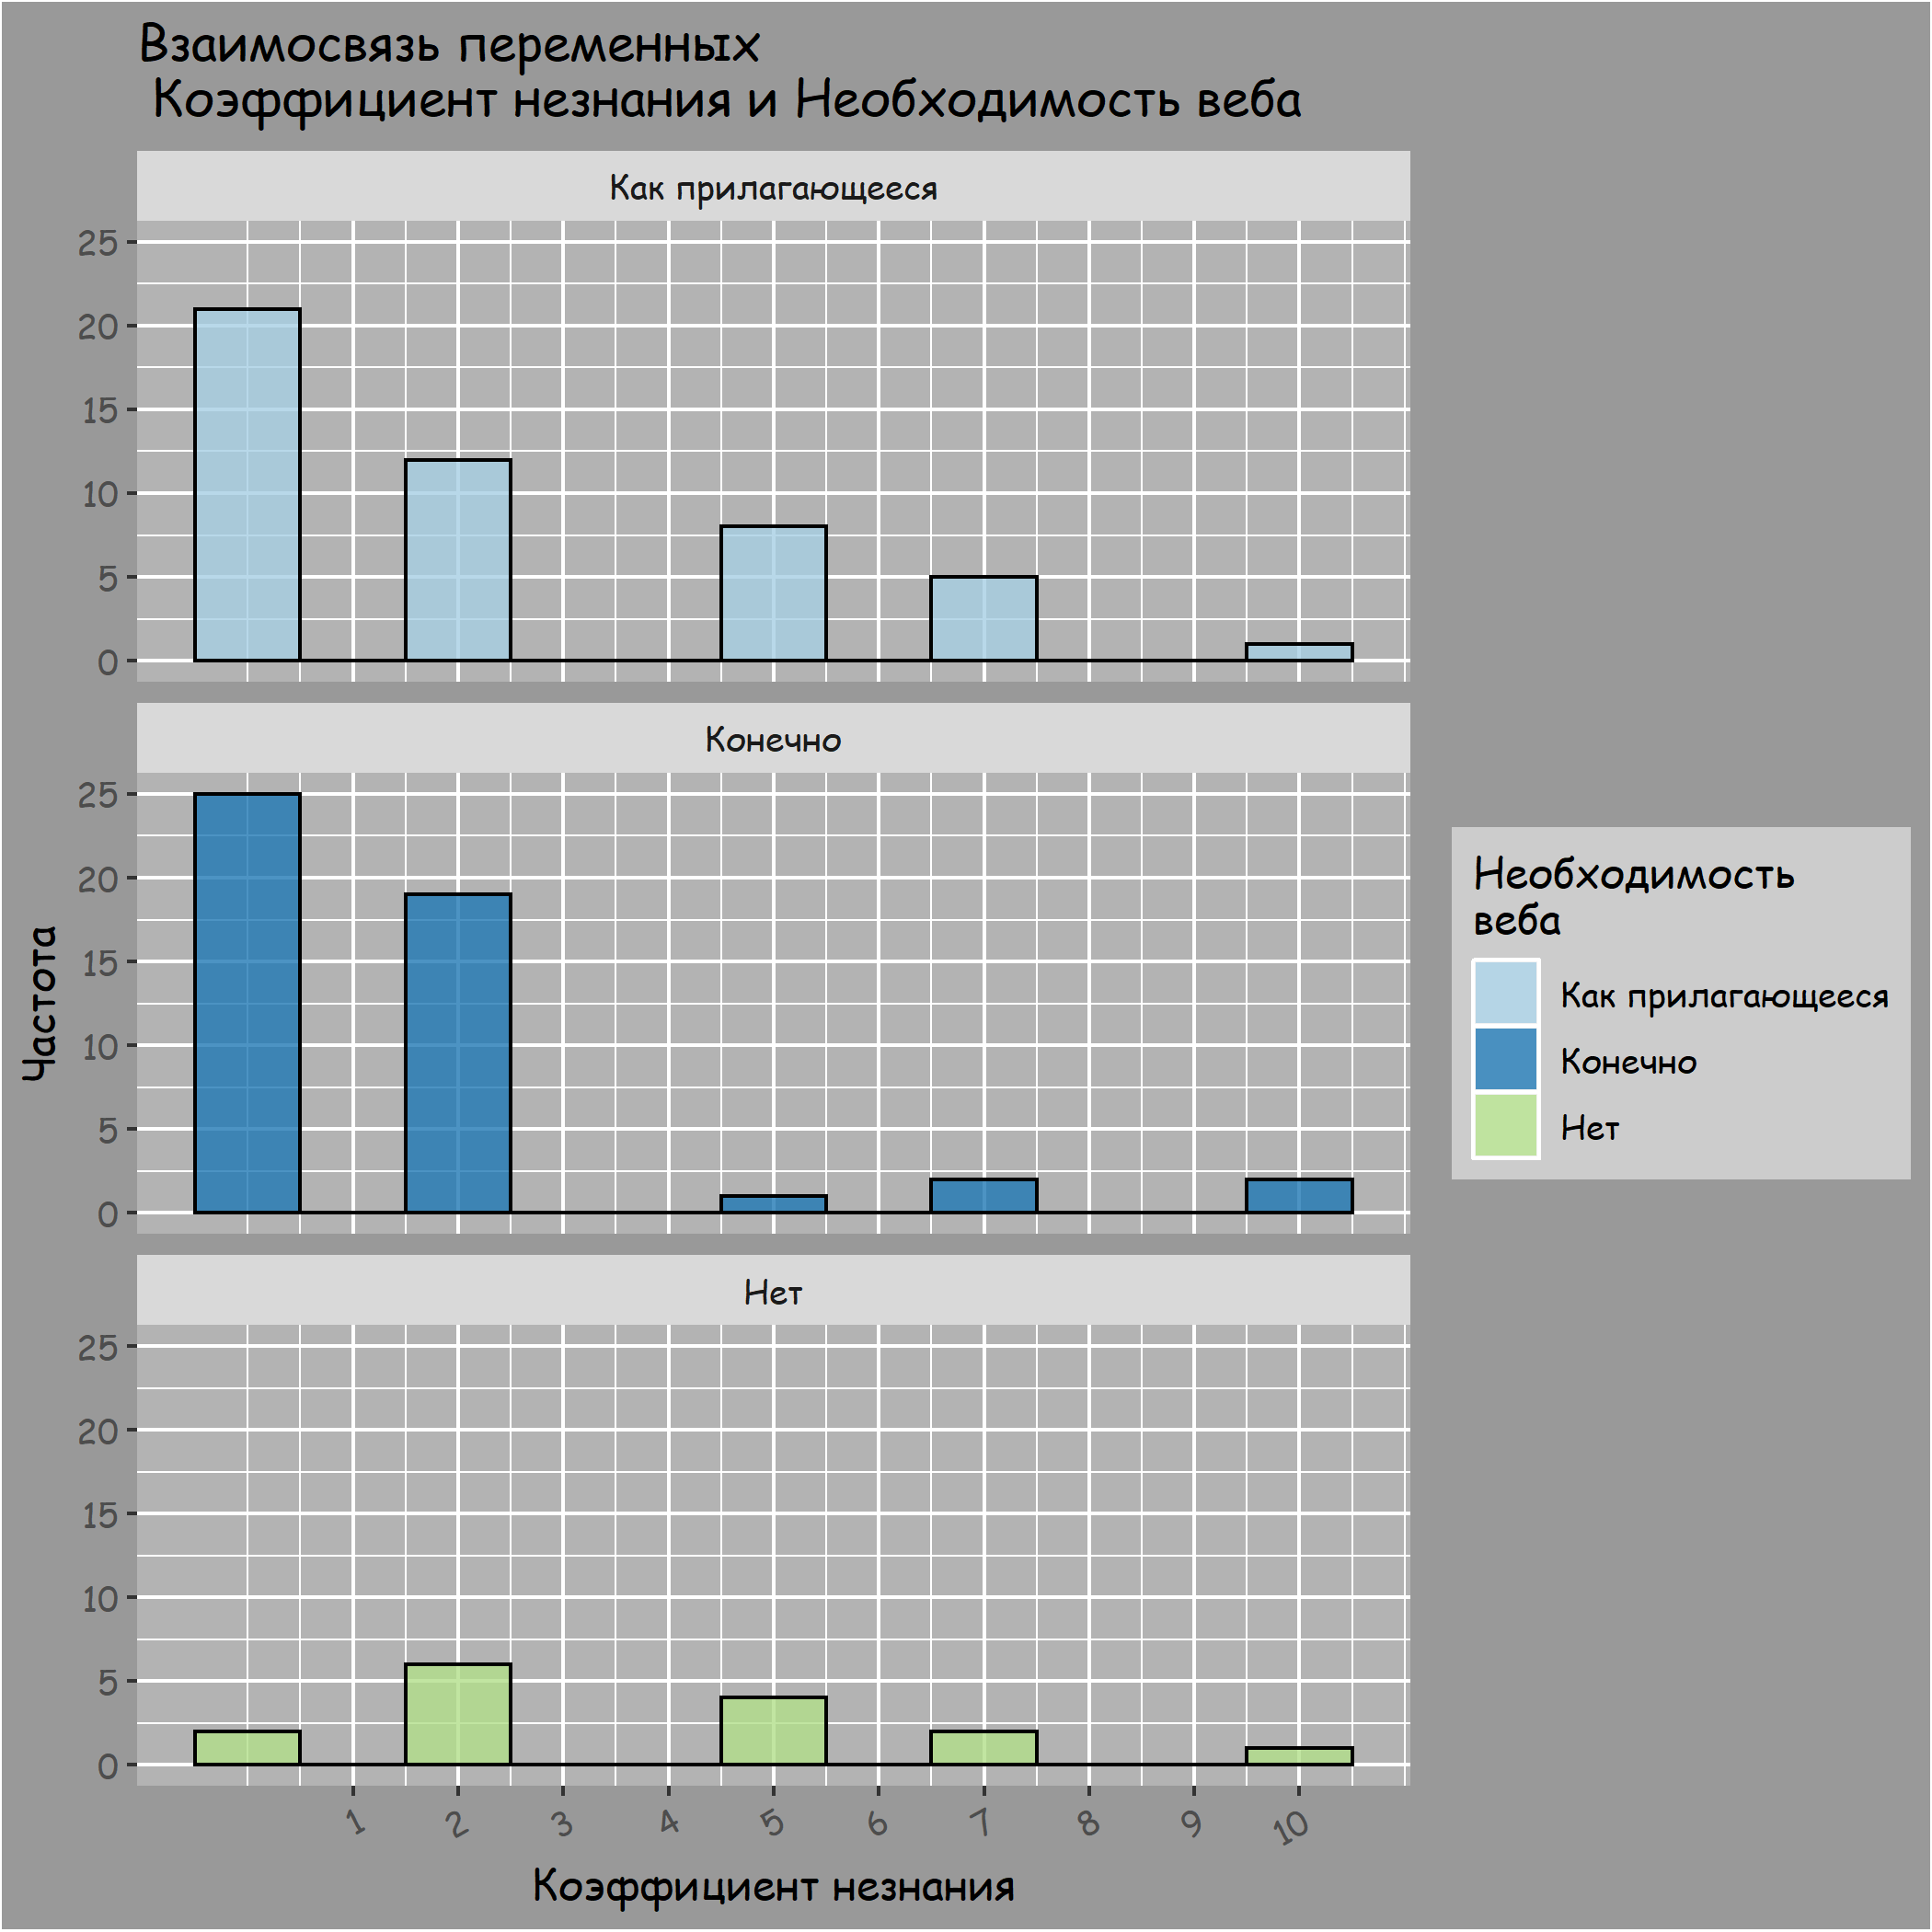 Взаимосвязь переменных
Коэффициент незнания и Необходимость веба
Как прилагающееся
25
20
15
10
5
0
Конечно
25
20
15
10
5
0
Нет
25
20
15
10
5
0
1 2 3 4 5 6 7 8 9 10
Коэффициент незнания
Частота
Необходимость
веба
Как прилагающееся
Конечно
Нет